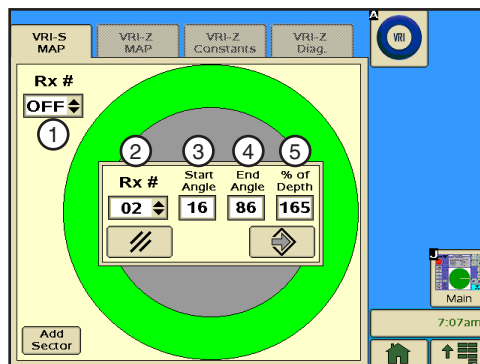 A
VRI
VRI-S
MAP
VRI-Z
MAP
VRI-Z
Constants
VRI-Z
Diag.
Rx #
OFF
1
2
3
4
5
Rx #
Start
Angle
End
Angle
% of
Depth
02
16
86
165
Add
Sector
J
Main
7:07am